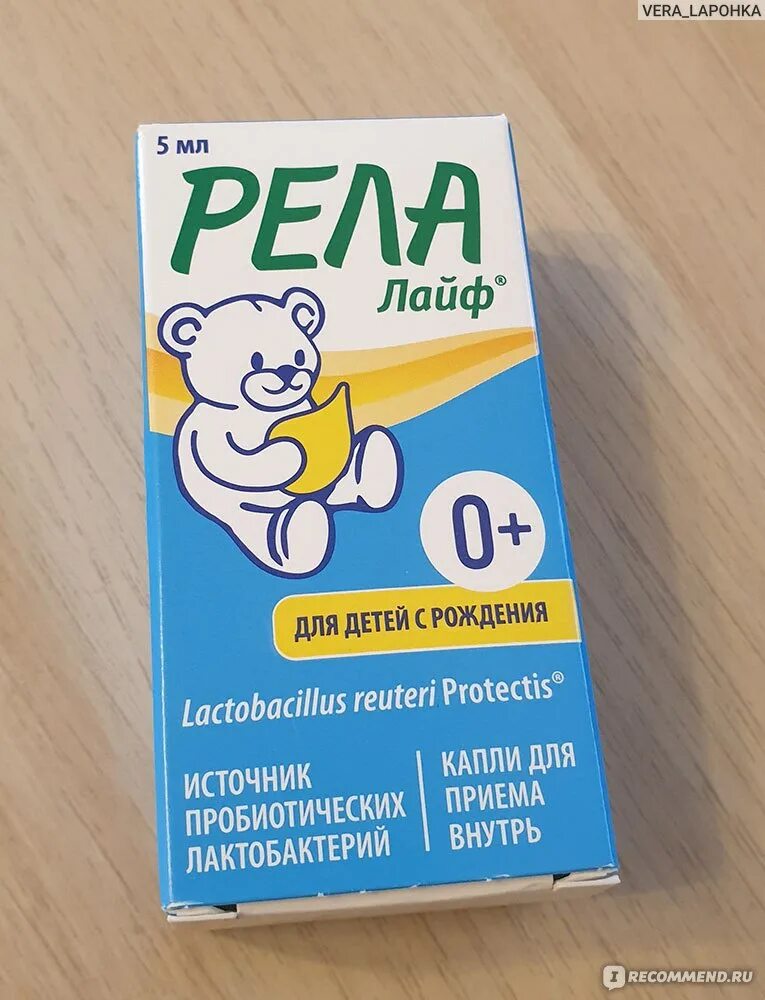 VERA_LAPOHKA
5 мл
РЕЛА
Лайф®
0+
ДЛЯ ДЕТЕЙ С РОЖДЕНИЯ
Lactobacillus reuteri Protectis®
ИСТОЧНИК
ПРОБИОТИЧЕСКИХ
ЛАКТОБАКТЕРИЙ
КАПЛИ ДЛЯ
ПРИЕМА
ВНУТРЬ
IRECOMMEND.RU